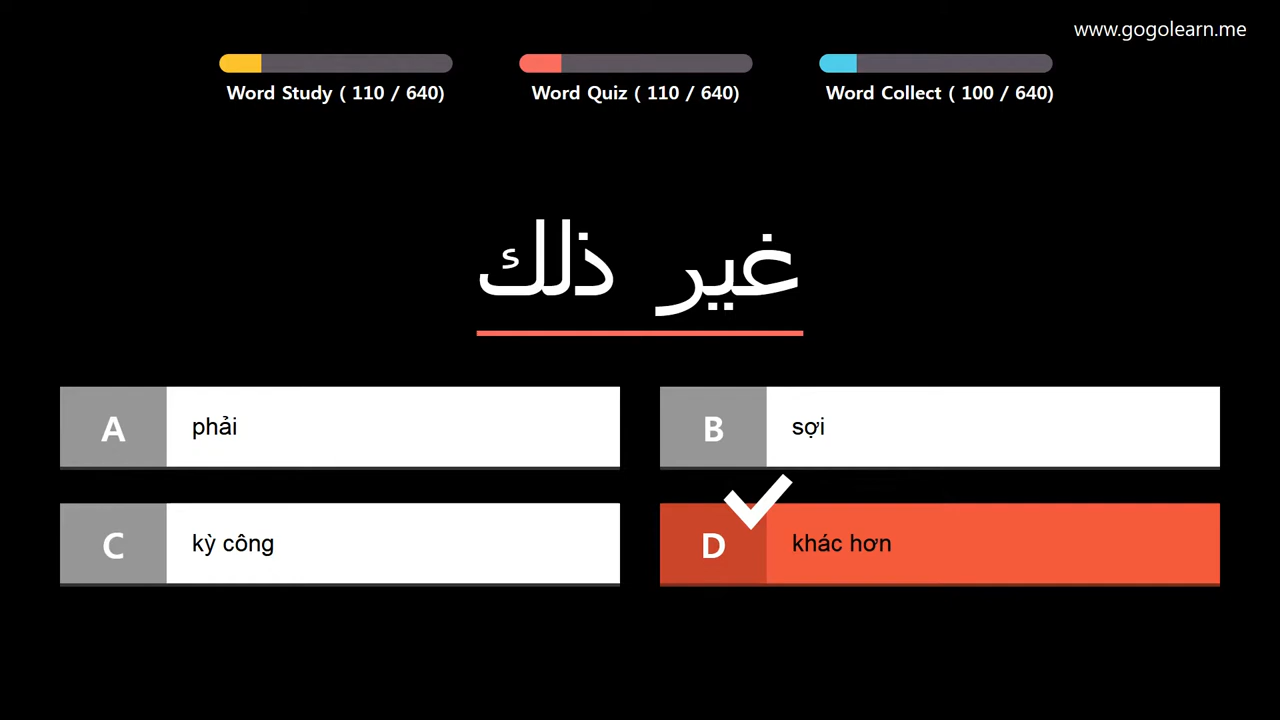 www.gogolearn.me
Word Study ( 110 / 640)
Word Quiz ( 110 / 640)
Word Collect ( 100 / 640)
غير ذلك
A phải
B sợi
C kỳ công
D khác hơn